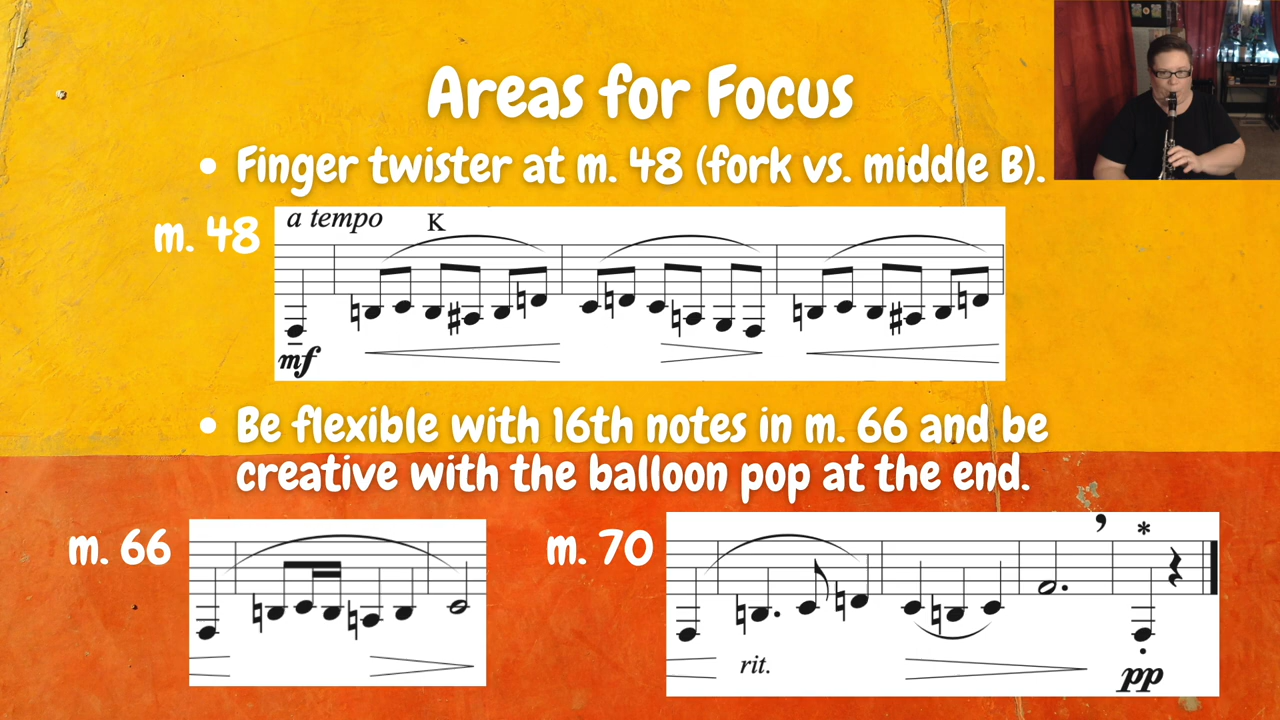 Areas for Focus
• Finger twister at m. 48 (fork vs. middle B).
m. 48
a tempo
K
mf
• Be flexible with 16th notes in m. 66 and be
creative with the balloon pop at the end.
m. 66
m. 70
*
rit.
pp